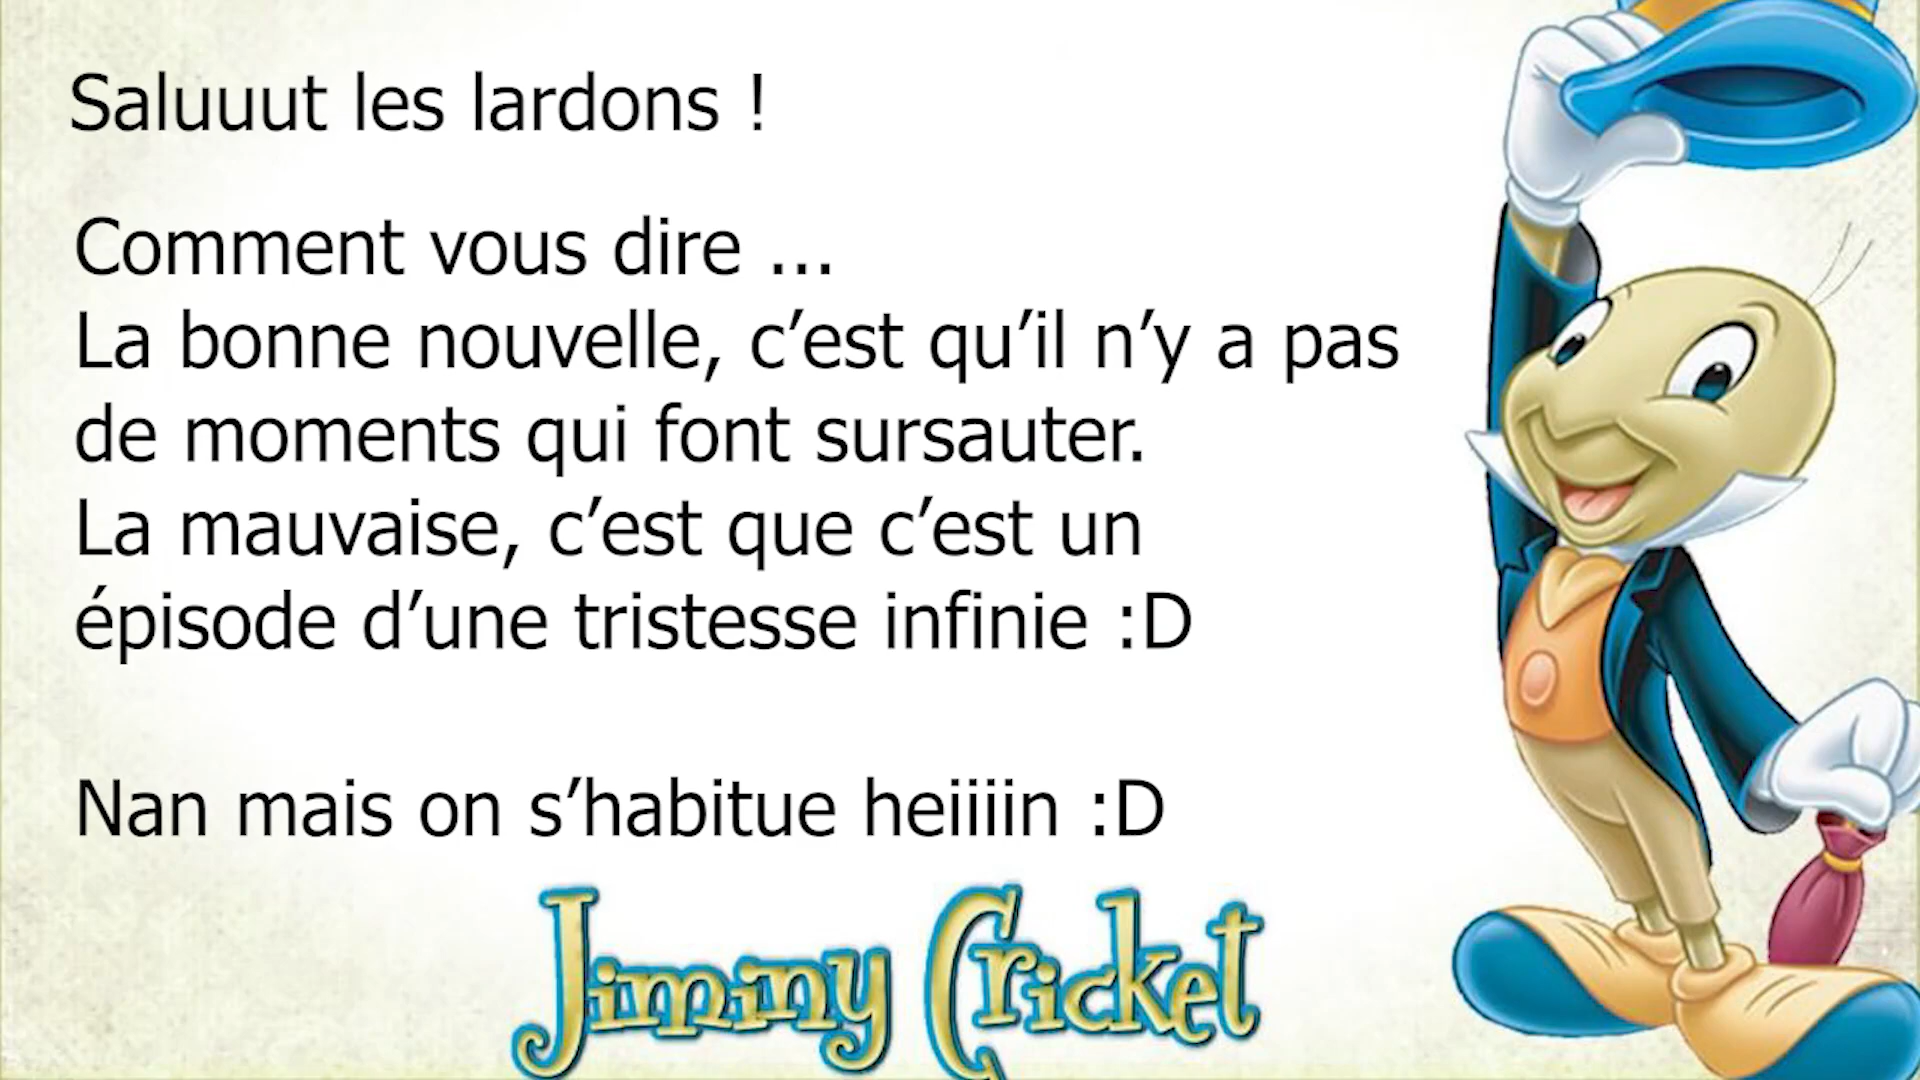 Saluuut les lardons !
Comment vous dire ...
La bonne nouvelle, c’est qu’il n’y a pas
de moments qui font sursauter.
La mauvaise, c’est que c’est un
épisode d’une tristesse infinie :D
Nan mais on s’habitue heiiiin :D
Jiminy Cricket